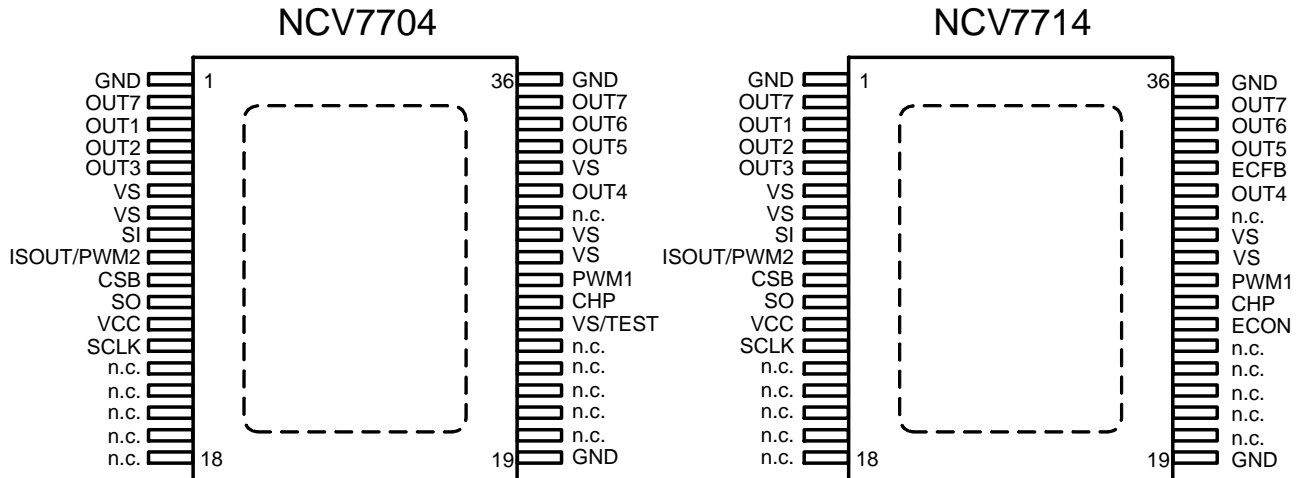 NCV7704
GND 1
OUT7
OUT1
OUT2
OUT3
VS
VS
SI
ISOUT/PWM2
CSB
SO
VCC
SCLK
n.c.
n.c.
n.c.
n.c.
n.c. 18
36 GND
OUT7
OUT6
OUT5
VS
OUT4
n.c.
VS
VS
PWM1
CHP
VS/TEST
n.c.
n.c.
n.c.
n.c.
n.c.
19 GND
NCV7714
GND 1
OUT7
OUT1
OUT2
OUT3
VS
VS
SI
ISOUT/PWM2
CSB
SO
VCC
SCLK
n.c.
n.c.
n.c.
n.c.
n.c. 18
36 GND
OUT7
OUT6
OUT5
ECFB
OUT4
n.c.
VS
VS
PWM1
CHP
ECON
n.c.
n.c.
n.c.
n.c.
n.c.
19 GND